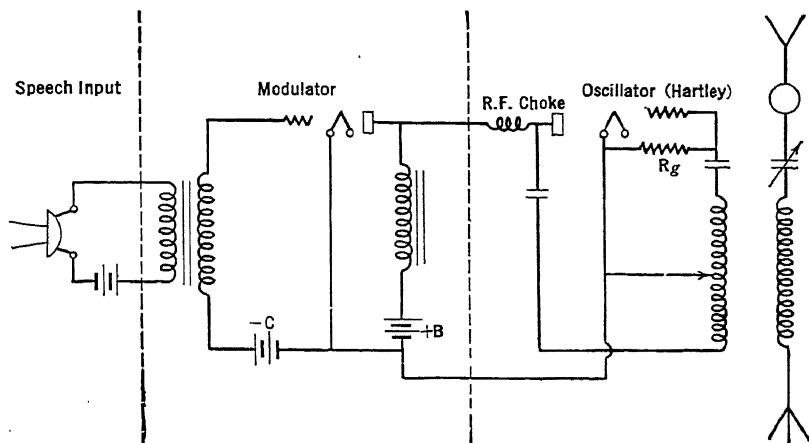 Speech Input
Modulator
R.F. Choke
Oscillator (Hartley)
Rg
-C
+B